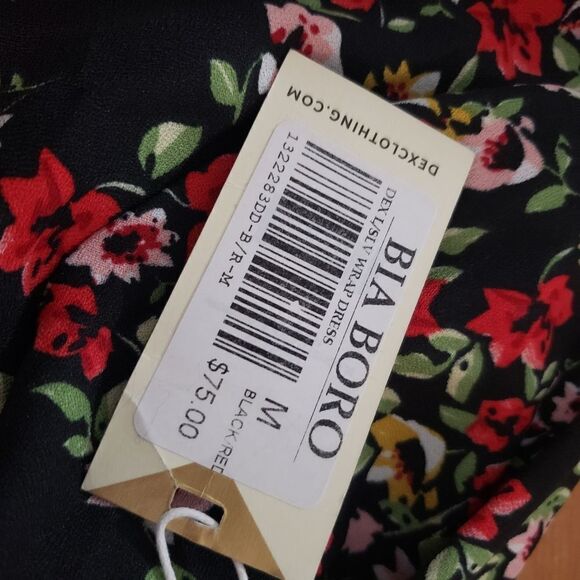 DEXCLOTHING.COM
BIA BORO
DEX L/SLV WRAP DRESS
1322283DD-B/R-M
M
BLACK/RED
$75.00